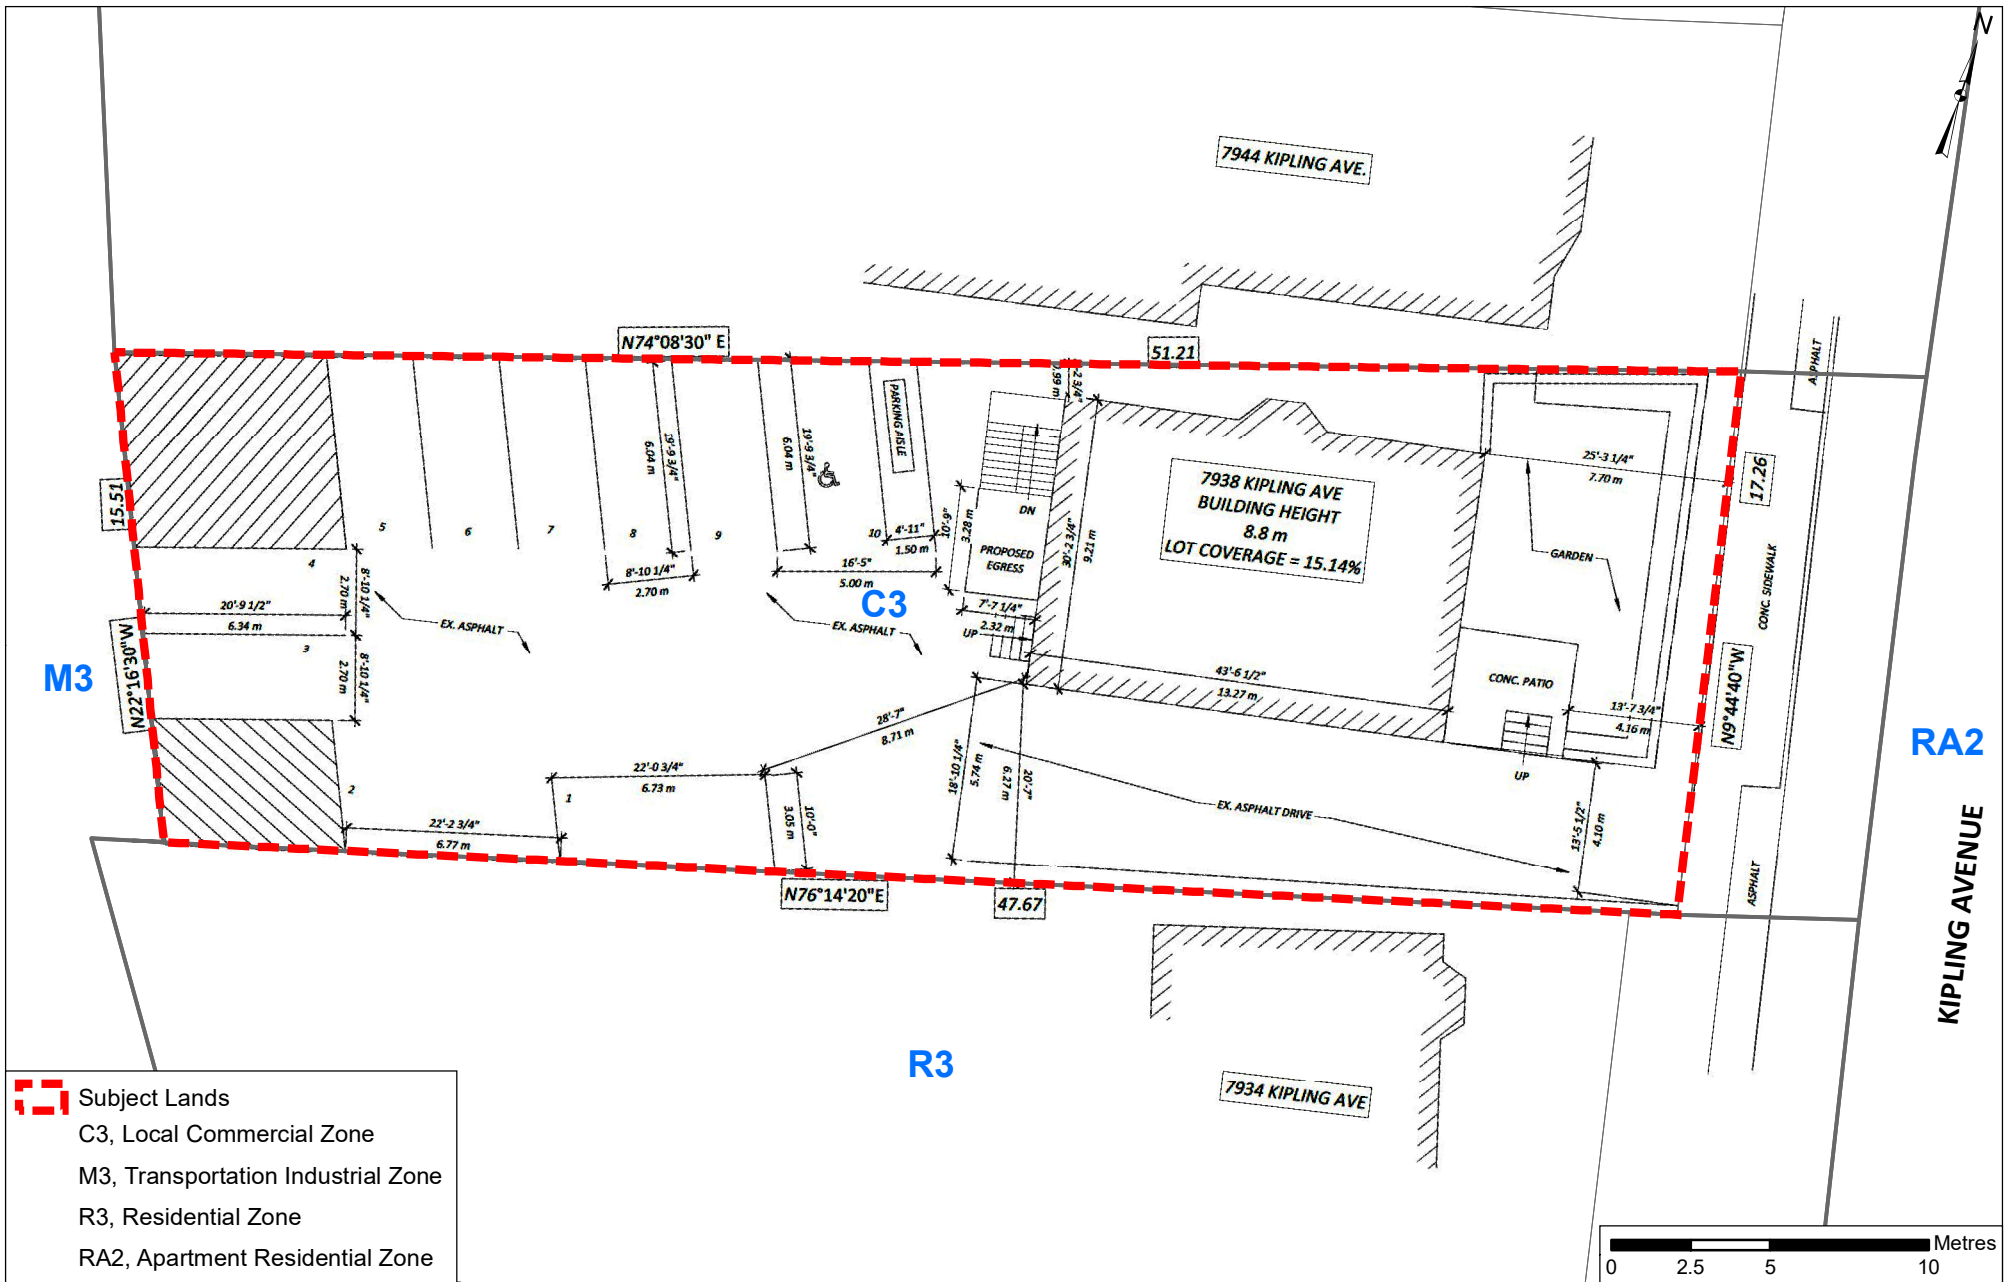 N
7944 KIPLING AVE.
N74°08'30" E
51.21
ASPHALT
PARKING AISLE
19'-9 3/4"
6.04 m
19'-9 3/4"
6.04 m
25'-3 1/4"
7.70 m
17.26
15.51
7938 KIPLING AVE
BUILDING HEIGHT
8.8 m
LOT COVERAGE = 15.14%
5
6
7
8
9
10
4'-11"
1.50 m
10'-9"
3.28 m
DN
PROPOSED
EGRESS
30'-2 3/4"
9.21 m
GARDEN
CONC. SIDEWALK
4
8'-10 1/4"
2.70 m
8'-10 1/4"
2.70 m
16'-5"
5.00 m
C3
7'-7 1/4"
2.32 m
UP
20'-9 1/2"
6.34 m
EX. ASPHALT
EX. ASPHALT
3
8'-10 1/4"
2.70 m
M3
N22°16'30"W
43'-6 1/2"
13.27 m
CONC. PATIO
13'-7 3/4"
4.16 m
N9°44'40"W
RA2
28'-7"
8.71 m
22'-0 3/4"
6.73 m
18'-10 1/4"
5.74 m
20'-7"
6.27 m
UP
2
1
10'-0"
3.05 m
EX. ASPHALT DRIVE
13'-5 1/2"
4.10 m
22'-2 3/4"
6.77 m
ASPHALT
KIPLING AVENUE
N76°14'20"E
47.67
R3
7934 KIPLING AVE
Subject Lands
C3, Local Commercial Zone
M3, Transportation Industrial Zone
R3, Residential Zone
RA2, Apartment Residential Zone
Metres
0 2.5 5 10